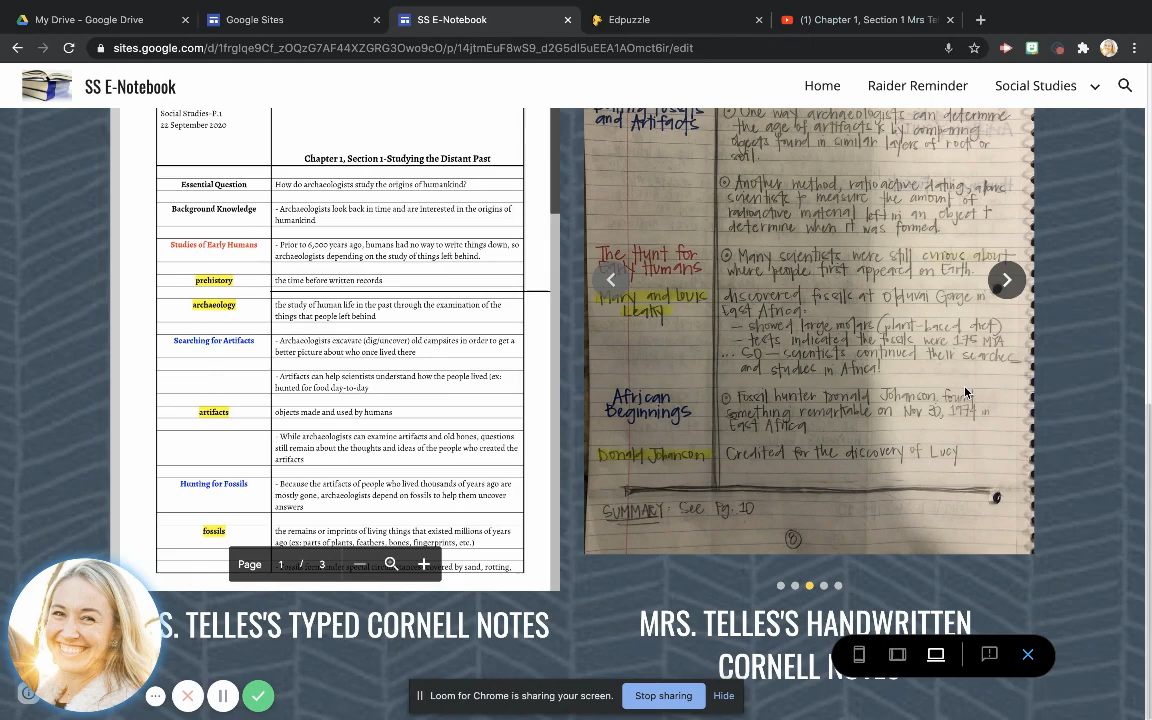 My Drive - Google Drive
Google Sites
SS E-Notebook
Edpuzzle
(1) Chapter 1, Section 1 Mrs Te
sites.google.com/d/1frgIqe9Cf_zOQzG7AF44XZGRG3Owo9cO/p/14jtmEuF8wS9_d2G5dI5uEEA1AOmct6ir/edit
SS E-Notebook
Home
Raider Reminder
Social Studies
Social Studies-P.1
22 September 2020
Chapter 1, Section 1-Studying the Distant Past
Essential Question
How do archaeologists study the origins of humankind?
Background Knowledge
- Archaeologists look back in time and are interested in the origins of
humankind
Studies of Early Humans
- Prior to 6,000 years ago, humans had no way to write things down, so
archaeologists depending on the study of things left behind.
prehistory
the time before written records
archaeology
the study of human life in the past through the examination of the
things that people left behind
Searching for Artifacts
- Archaeologists excavate (dig/uncover) old campsites in order to get a
better picture about who once lived there
- Artifacts can help scientists understand how the people lived (ex:
hunted for food day-to-day
artifacts
objects made and used by humans
- While archaeologists can examine artifacts and old bones, questions
still remain about the thoughts and ideas of the people who created the
artifacts
Hunting for Fossils
- Because the artifacts of people who lived thousands of years ago are
mostly gone, archaeologists depend on fossils to help them uncover
answers
fossils
the remains or imprints of living things that existed millions of years
ago (ex: parts of plants, feathers, bones, fingerprints, etc.)
covered by sand, rotting,
Page 1 / 3
S. TELLES'S TYPED CORNELL NOTES
Fossils
and Artifacts
One way archaeologists can determine
the age of artifacts is by combining
objects found in similar layers of rock or
soil.
Another method, radioactive dating, allows
scientists to measure the amount of
radioactive material left in an object +
determine when it was formed.
The Hunt for
Early Humans
Many scientists were still curious about
where people first appeared on Earth.
Mary and Louis
Leaky
discovered fossils at Olduvai Gorge in
East Africa:
- showed large molars (plant-based diet)
- tests indicated the fossils were 1.75 MYA
... SO - scientists continued their searches
and studies in Africa!
African
Beginnings
Fossil hunter Donald Johanson, found
something remarkable on Nov 30, 1974 in
East Africa
Donald Johanson
Credited for the discovery of Lucy
SUMMARY: See Pg. 10
8
MRS. TELLES'S HANDWRITTEN
CORNELL
Loom for Chrome is sharing your screen.
Stop sharing
Hide